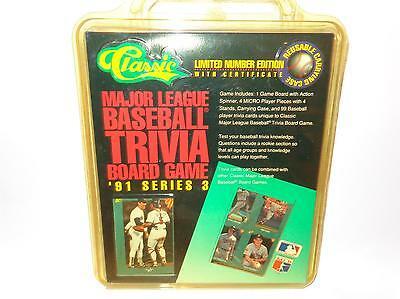 Classic
LIMITED NUMBER EDITION
WITH CERTIFICATE
REUSABLE CARRYING CASE
MAJOR LEAGUE
BASEBALL
TRIVIA
BOARD GAME
'91 SERIES 3
Game Includes: 1 Game Board with Action
Spinner, 4 MICRO Player Pieces with 4
Stands, Carrying Case, and 99 Baseball
player trivia cards unique to Classic
Major League Baseball Trivia Board Game.
Test your baseball trivia knowledge.
Questions include a rookie section so
that all age groups and knowledge
levels can play together.
Trivia cards can be combined with
other Classic Major League
Baseball Board Games.